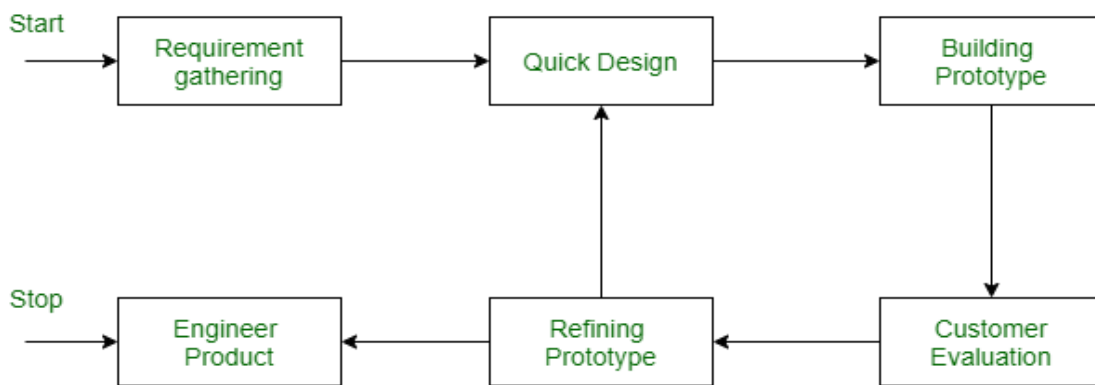 Start
Requirement
gathering
Quick Design
Building
Prototype
Stop
Engineer
Product
Refining
Prototype
Customer
Evaluation